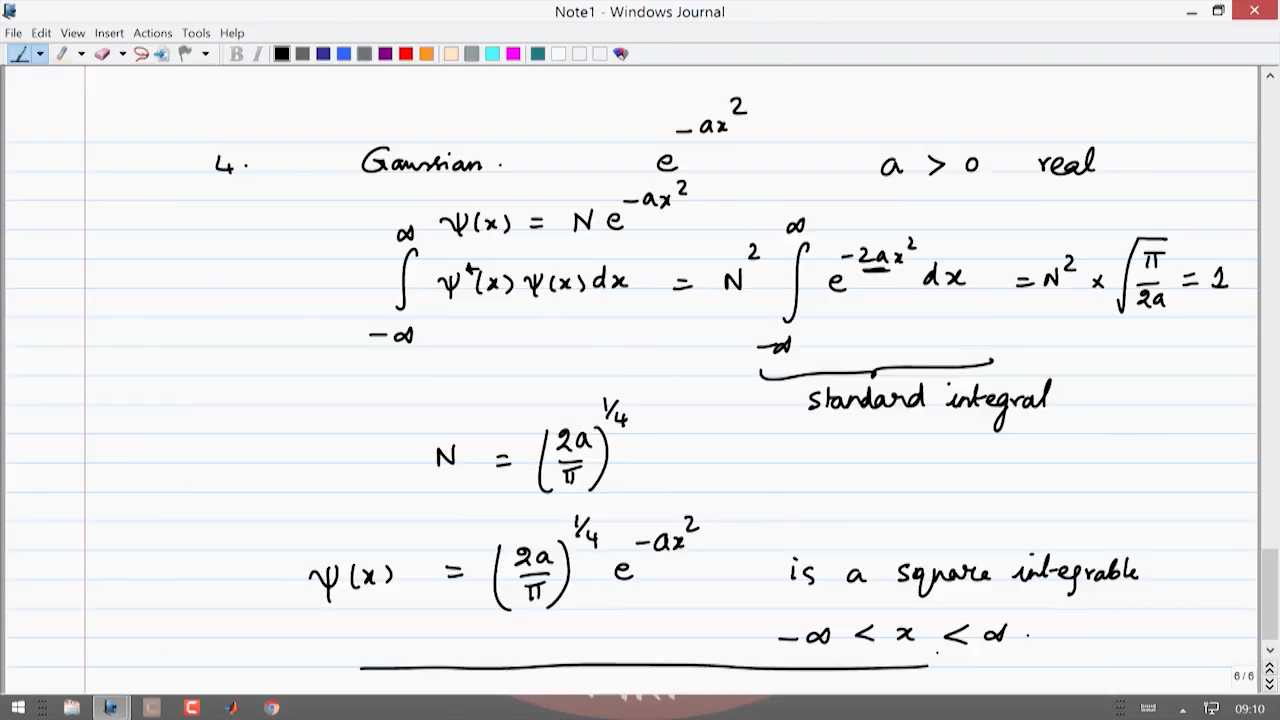 Note1 - Windows Journal
File Edit View Insert Actions Tools Help
B I
4. Gaussian. e^{-ax^2} a > 0 real
ψ(x) = N e^{-ax^2}
∫_{-∞}^{∞} ψ*(x) ψ(x) dx = N^2 ∫_{-∞}^{∞} e^{-2ax^2} dx = N^2 × √(π/2a) = 1
standard integral
N = (2a/π)^{1/4}
ψ(x) = (2a/π)^{1/4} e^{-ax^2} is a square integrable
-∞ < x < ∞.
6 / 6
09:10